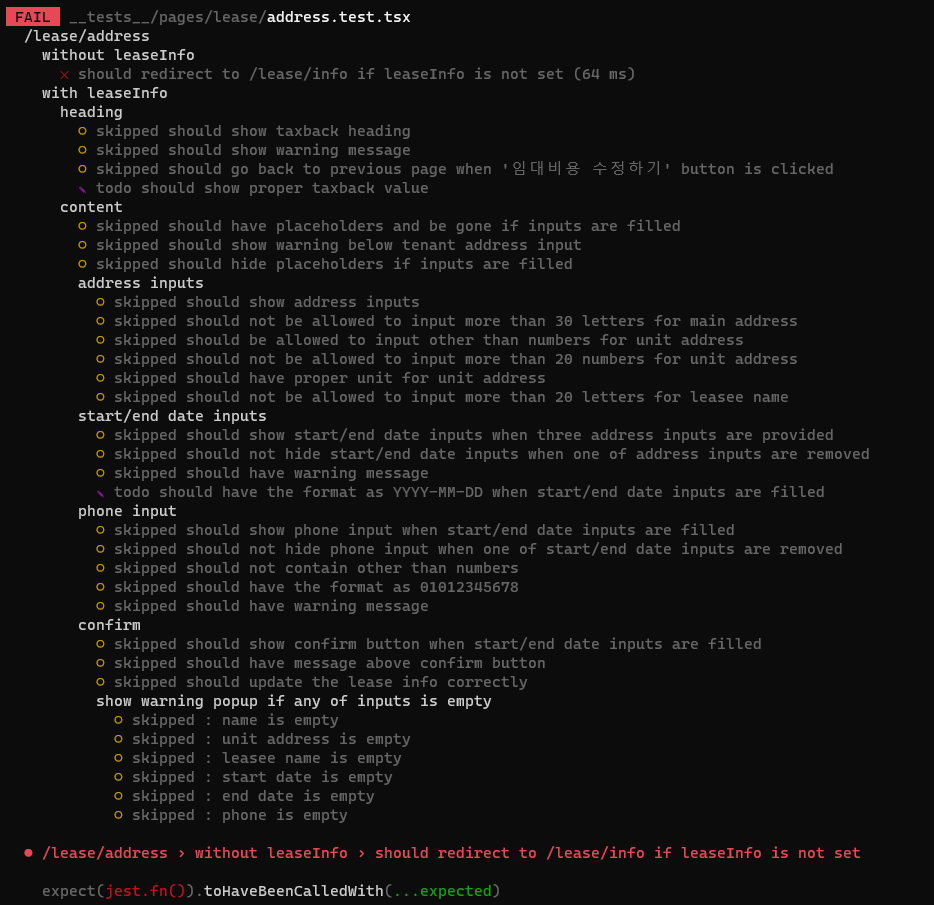 FAIL __tests__/pages/lease/address.test.tsx
/lease/address
without leaseInfo
✕ should redirect to /lease/info if leaseInfo is not set (64 ms)
with leaseInfo
heading
○ skipped should show taxback heading
○ skipped should show warning message
○ skipped should go back to previous page when '임대비용 수정하기' button is clicked
✎ todo should show proper taxback value
content
○ skipped should have placeholders and be gone if inputs are filled
○ skipped should show warning below tenant address input
○ skipped should hide placeholders if inputs are filled
address inputs
○ skipped should show address inputs
○ skipped should not be allowed to input more than 30 letters for main address
○ skipped should be allowed to input other than numbers for unit address
○ skipped should not be allowed to input more than 20 numbers for unit address
○ skipped should have proper unit for unit address
○ skipped should not be allowed to input more than 20 letters for leasee name
start/end date inputs
○ skipped should show start/end date inputs when three address inputs are provided
○ skipped should not hide start/end date inputs when one of address inputs are removed
○ skipped should have warning message
✎ todo should have the format as YYYY-MM-DD when start/end date inputs are filled
phone input
○ skipped should show phone input when start/end date inputs are filled
○ skipped should not hide phone input when one of start/end date inputs are removed
○ skipped should not contain other than numbers
○ skipped should have the format as 01012345678
○ skipped should have warning message
confirm
○ skipped should show confirm button when start/end date inputs are filled
○ skipped should have message above confirm button
○ skipped should update the lease info correctly
show warning popup if any of inputs is empty
○ skipped : name is empty
○ skipped : unit address is empty
○ skipped : leasee name is empty
○ skipped : start date is empty
○ skipped : end date is empty
○ skipped : phone is empty
● /lease/address › without leaseInfo › should redirect to /lease/info if leaseInfo is not set
expect(jest.fn()).toHaveBeenCalledWith(...expected)